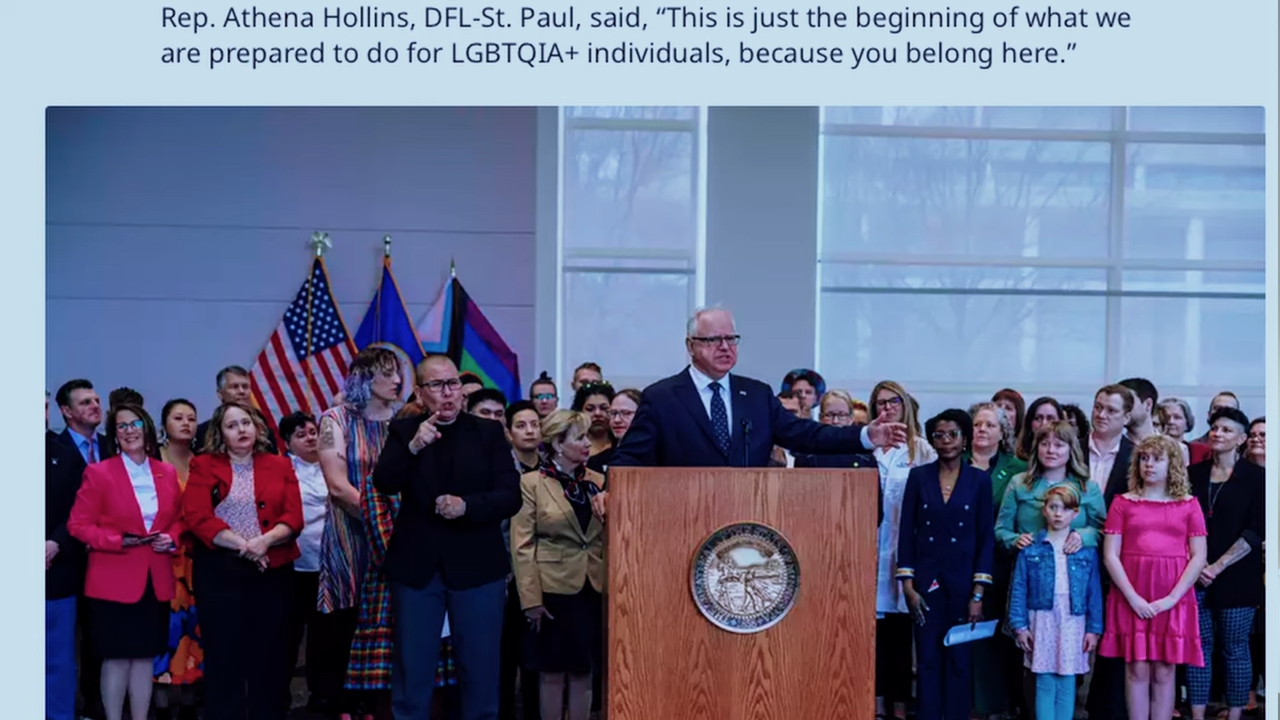 Rep. Athena Hollins, DFL-St. Paul, said, “This is just the beginning of what we
are prepared to do for LGBTQIA+ individuals, because you belong here.”